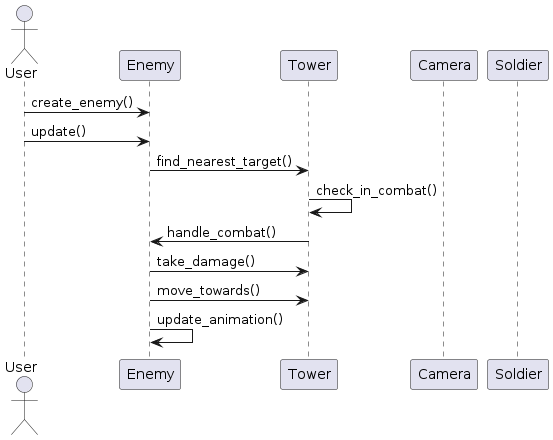 User
Enemy
Tower
Camera
Soldier
create_enemy()
update()
find_nearest_target()
check_in_combat()
handle_combat()
take_damage()
move_towards()
update_animation()
User
Enemy
Tower
Camera
Soldier